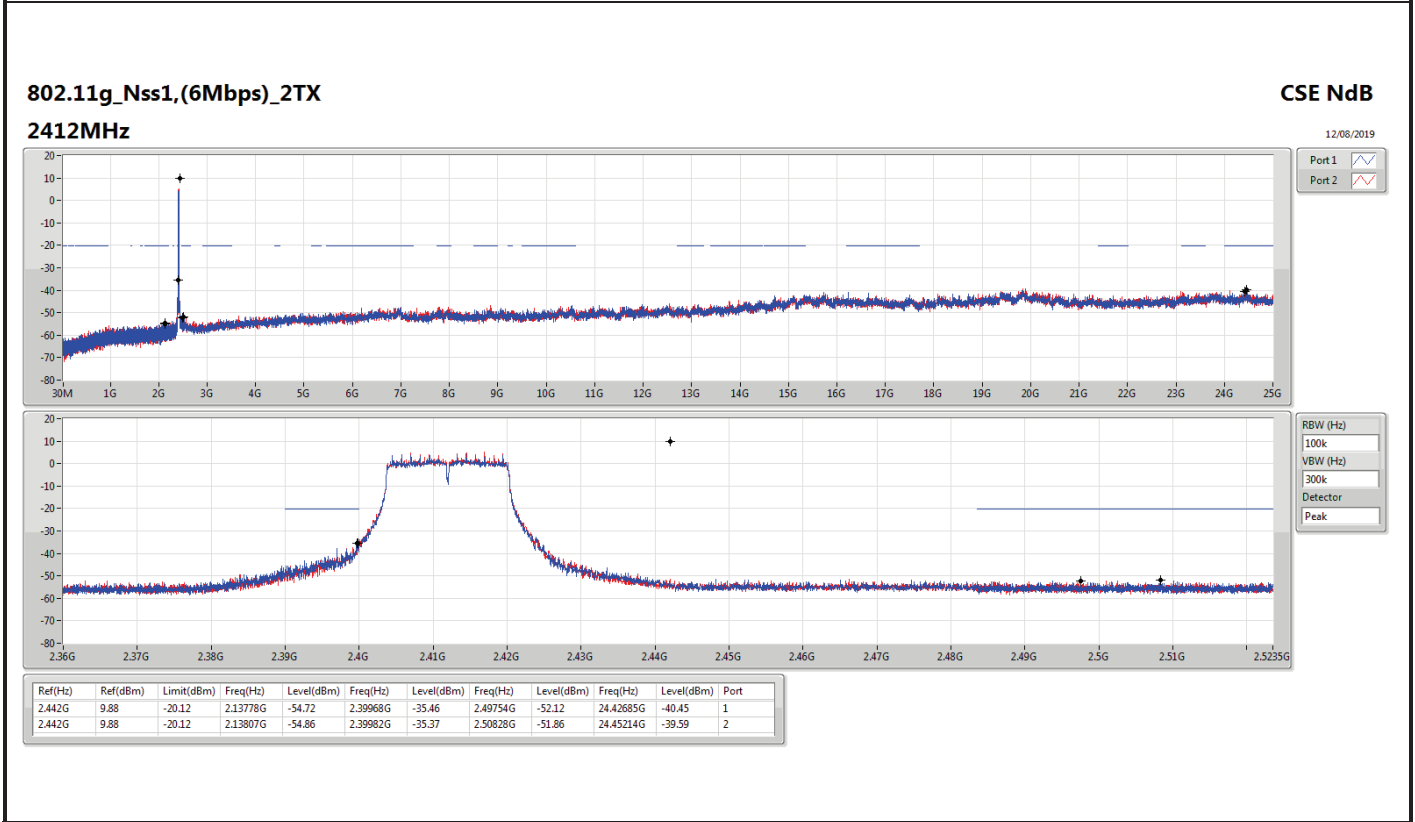 802.11g_Nss1,(6Mbps)_2TX CSE NdB
2412MHz 12/08/2019
20
10
0
-10
-20
-30
-40
-50
-60
-70
-80
30M 1G 2G 3G 4G 5G 6G 7G 8G 9G 10G 11G 12G 13G 14G 15G 16G 17G 18G 19G 20G 21G 22G 23G 24G 25G
Port 1
Port 2
20
10
0
-10
-20
-30
-40
-50
-60
-70
-80
2.36G 2.37G 2.38G 2.39G 2.4G 2.41G 2.42G 2.43G 2.44G 2.45G 2.46G 2.47G 2.48G 2.49G 2.5G 2.51G 2.5235G
RBW (Hz)
100k
VBW (Hz)
300k
Detector
Peak
Ref(Hz) Ref(dBm) Limit(dBm) Freq(Hz) Level(dBm) Freq(Hz) Level(dBm) Freq(Hz) Level(dBm) Freq(Hz) Level(dBm) Port
2.442G 9.88 -20.12 2.13778G -54.72 2.39968G -35.46 2.49754G -52.12 24.42685G -40.45 1
2.442G 9.88 -20.12 2.13807G -54.86 2.39982G -35.37 2.50828G -51.86 24.45214G -39.59 2